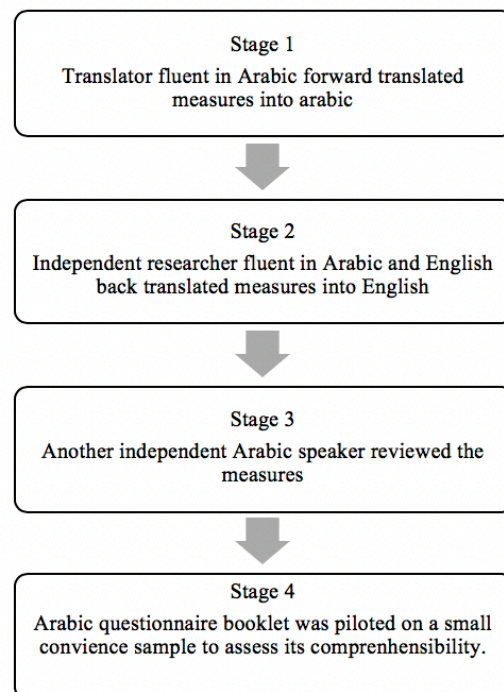 Stage 1
Translator fluent in Arabic forward translated
measures into arabic
Stage 2
Independent researcher fluent in Arabic and English
back translated measures into English
Stage 3
Another independent Arabic speaker reviewed the
measures
Stage 4
Arabic questionnaire booklet was piloted on a small
convience sample to assess its comprenhensibility.